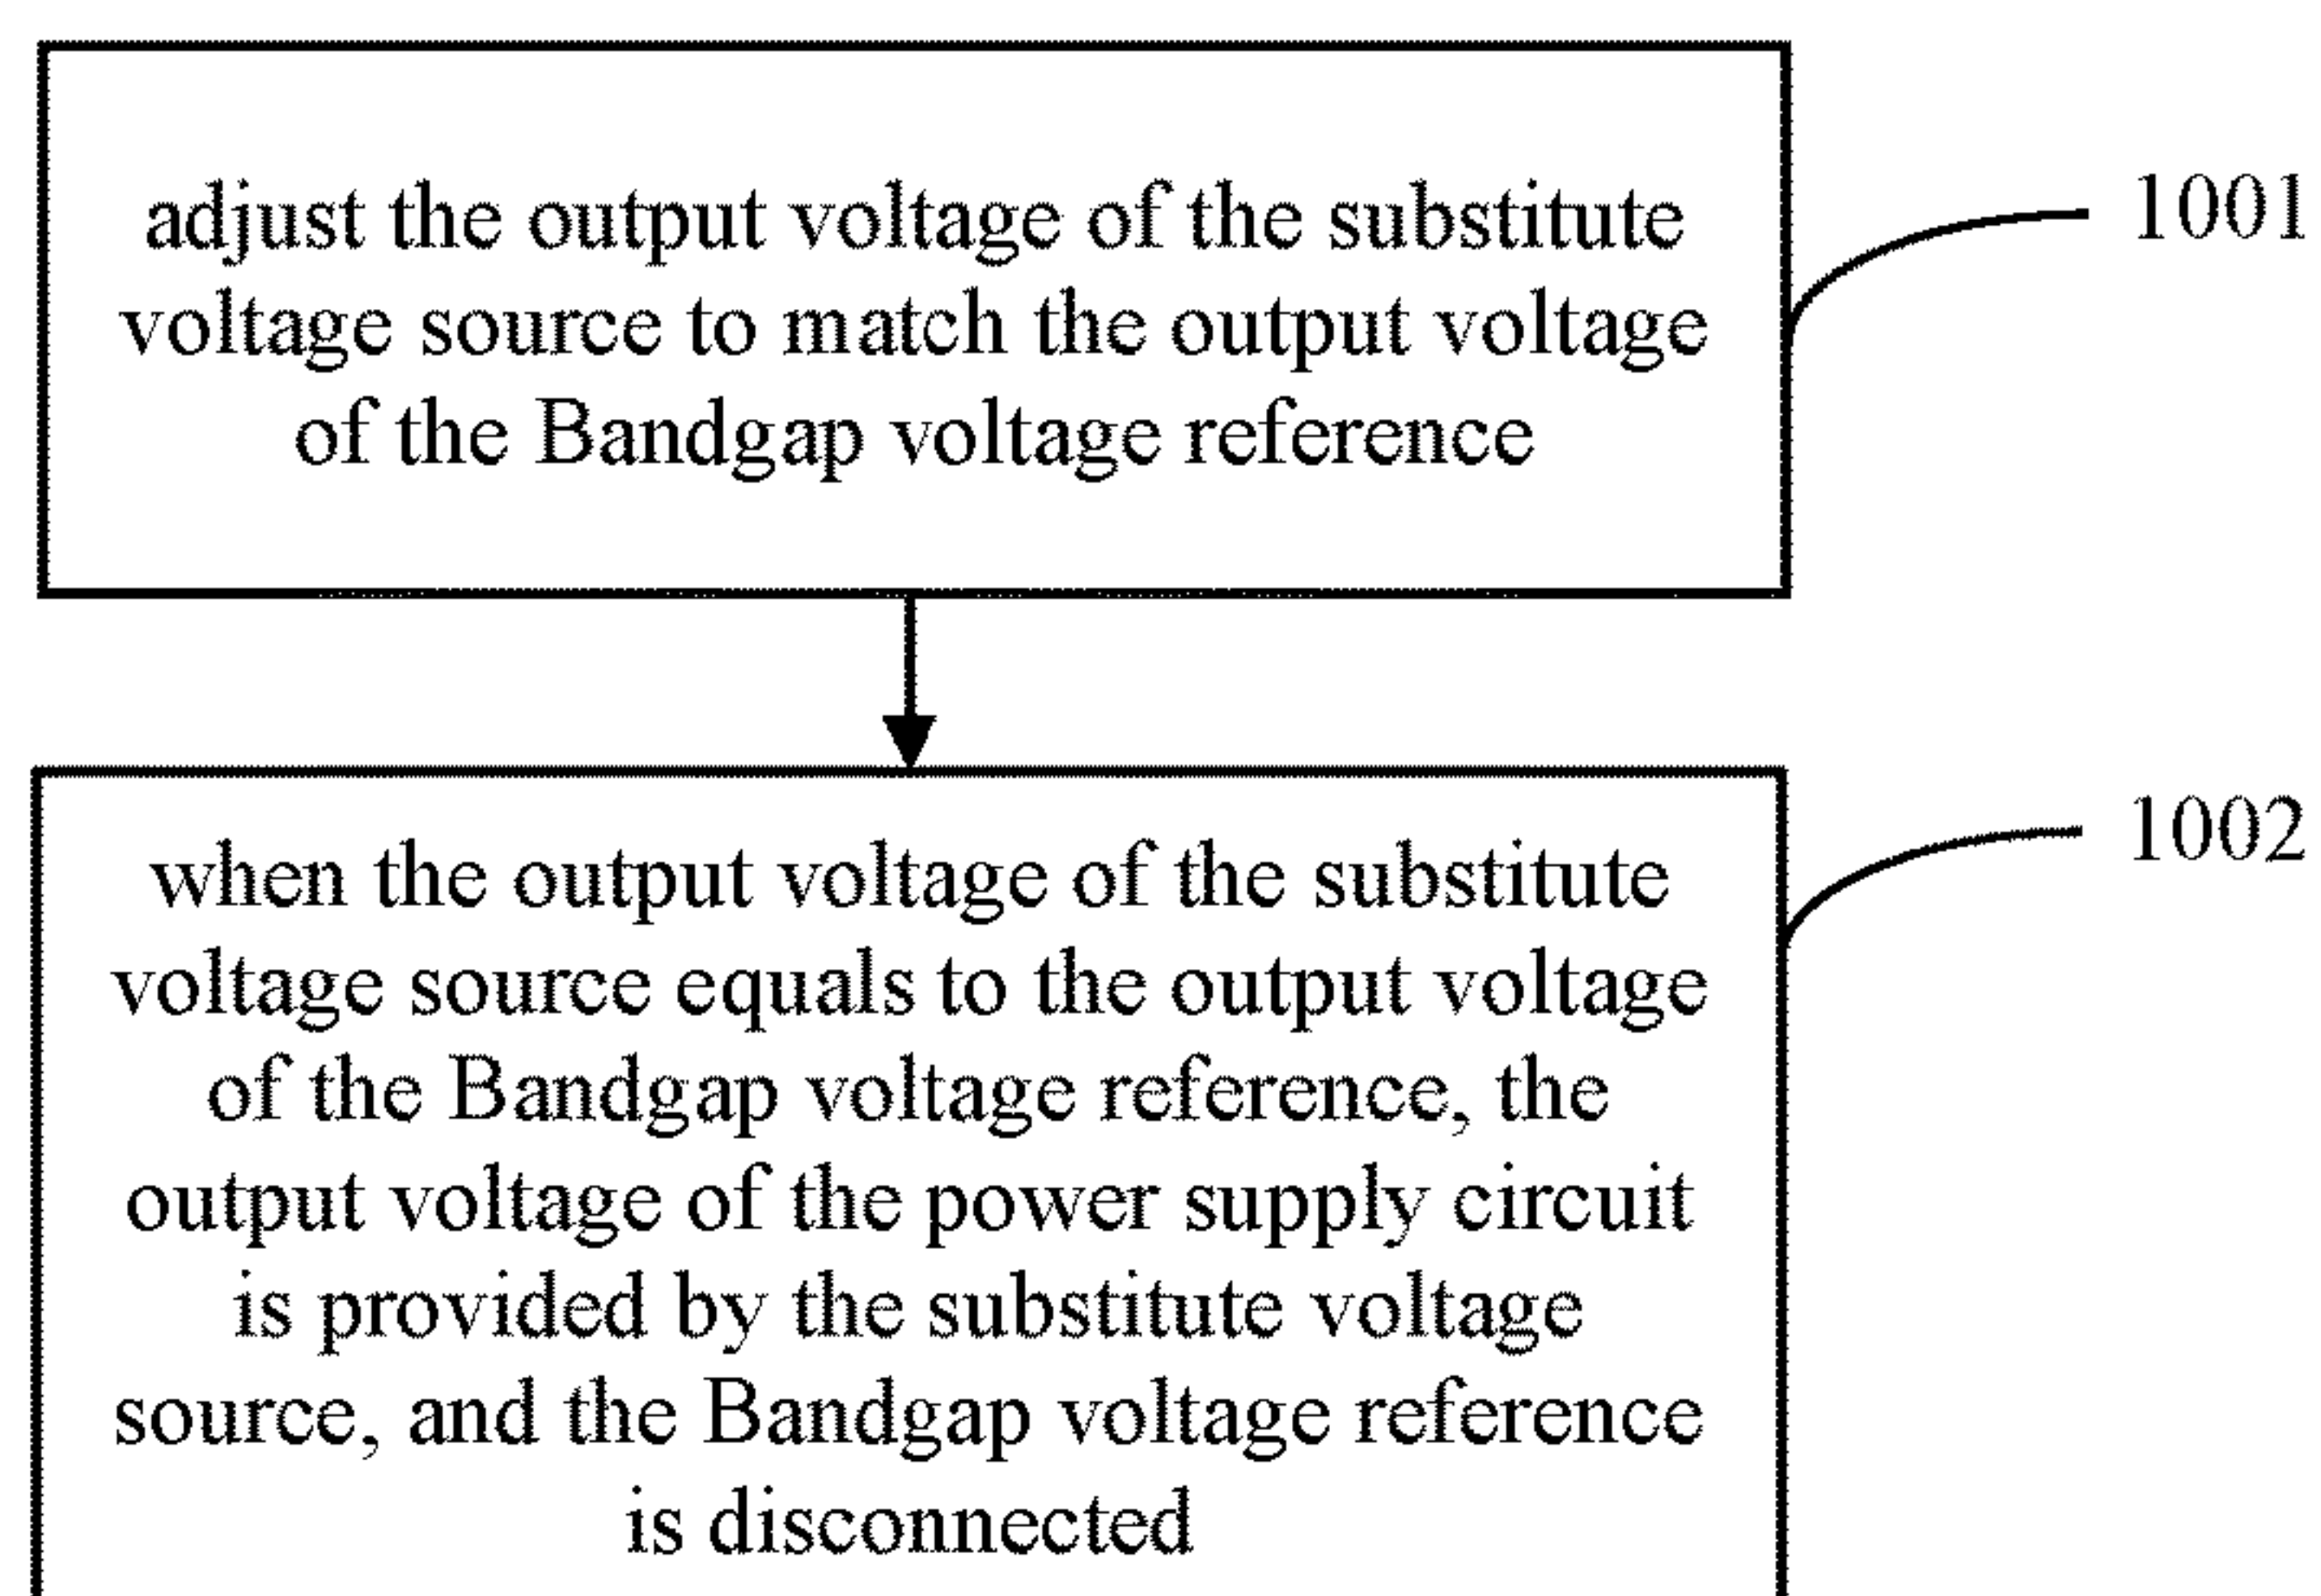 adjust the output voltage of the substitute
voltage source to match the output voltage
of the Bandgap voltage reference
1001
when the output voltage of the substitute
voltage source equals to the output voltage
of the Bandgap voltage reference, the
output voltage of the power supply circuit
is provided by the substitute voltage
source, and the Bandgap voltage reference
is disconnected
1002